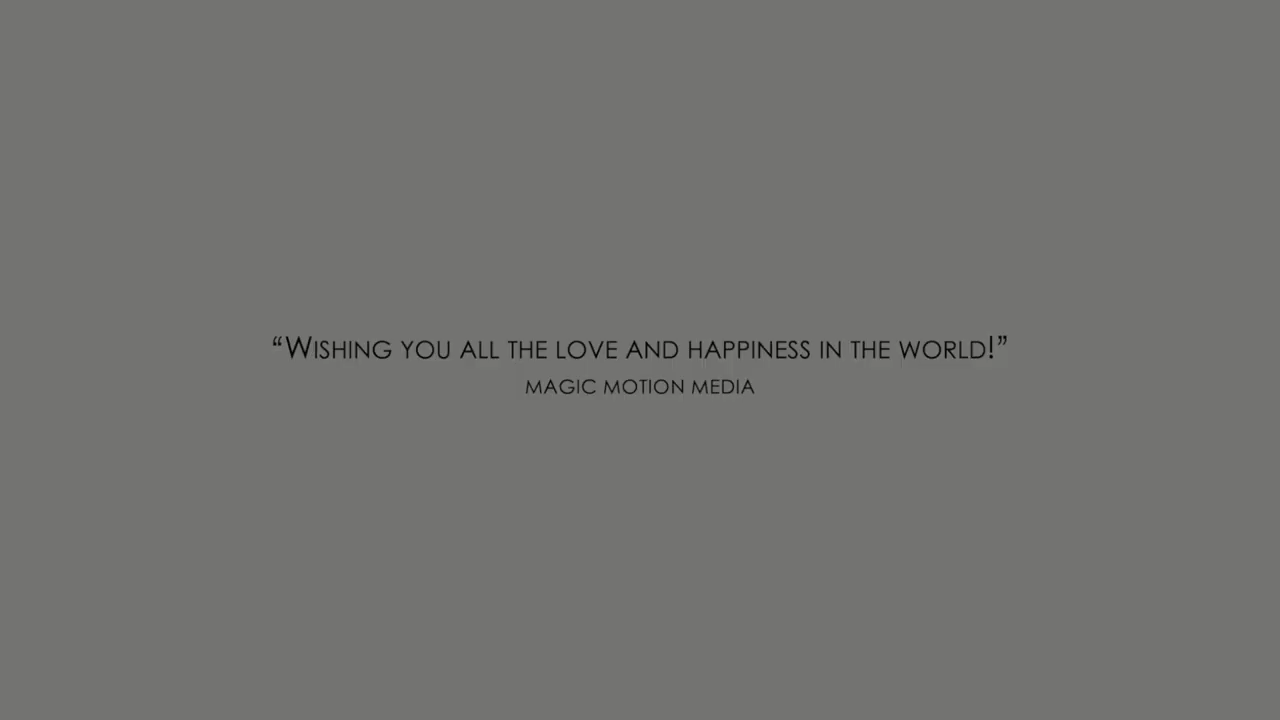 “Wishing you all the love and happiness in the world!”
MAGIC MOTION MEDIA